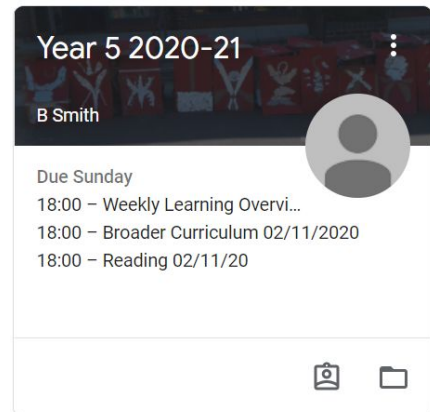 Year 5 2020-21
B Smith
Due Sunday
18:00 – Weekly Learning Overvi...
18:00 – Broader Curriculum 02/11/2020
18:00 – Reading 02/11/20